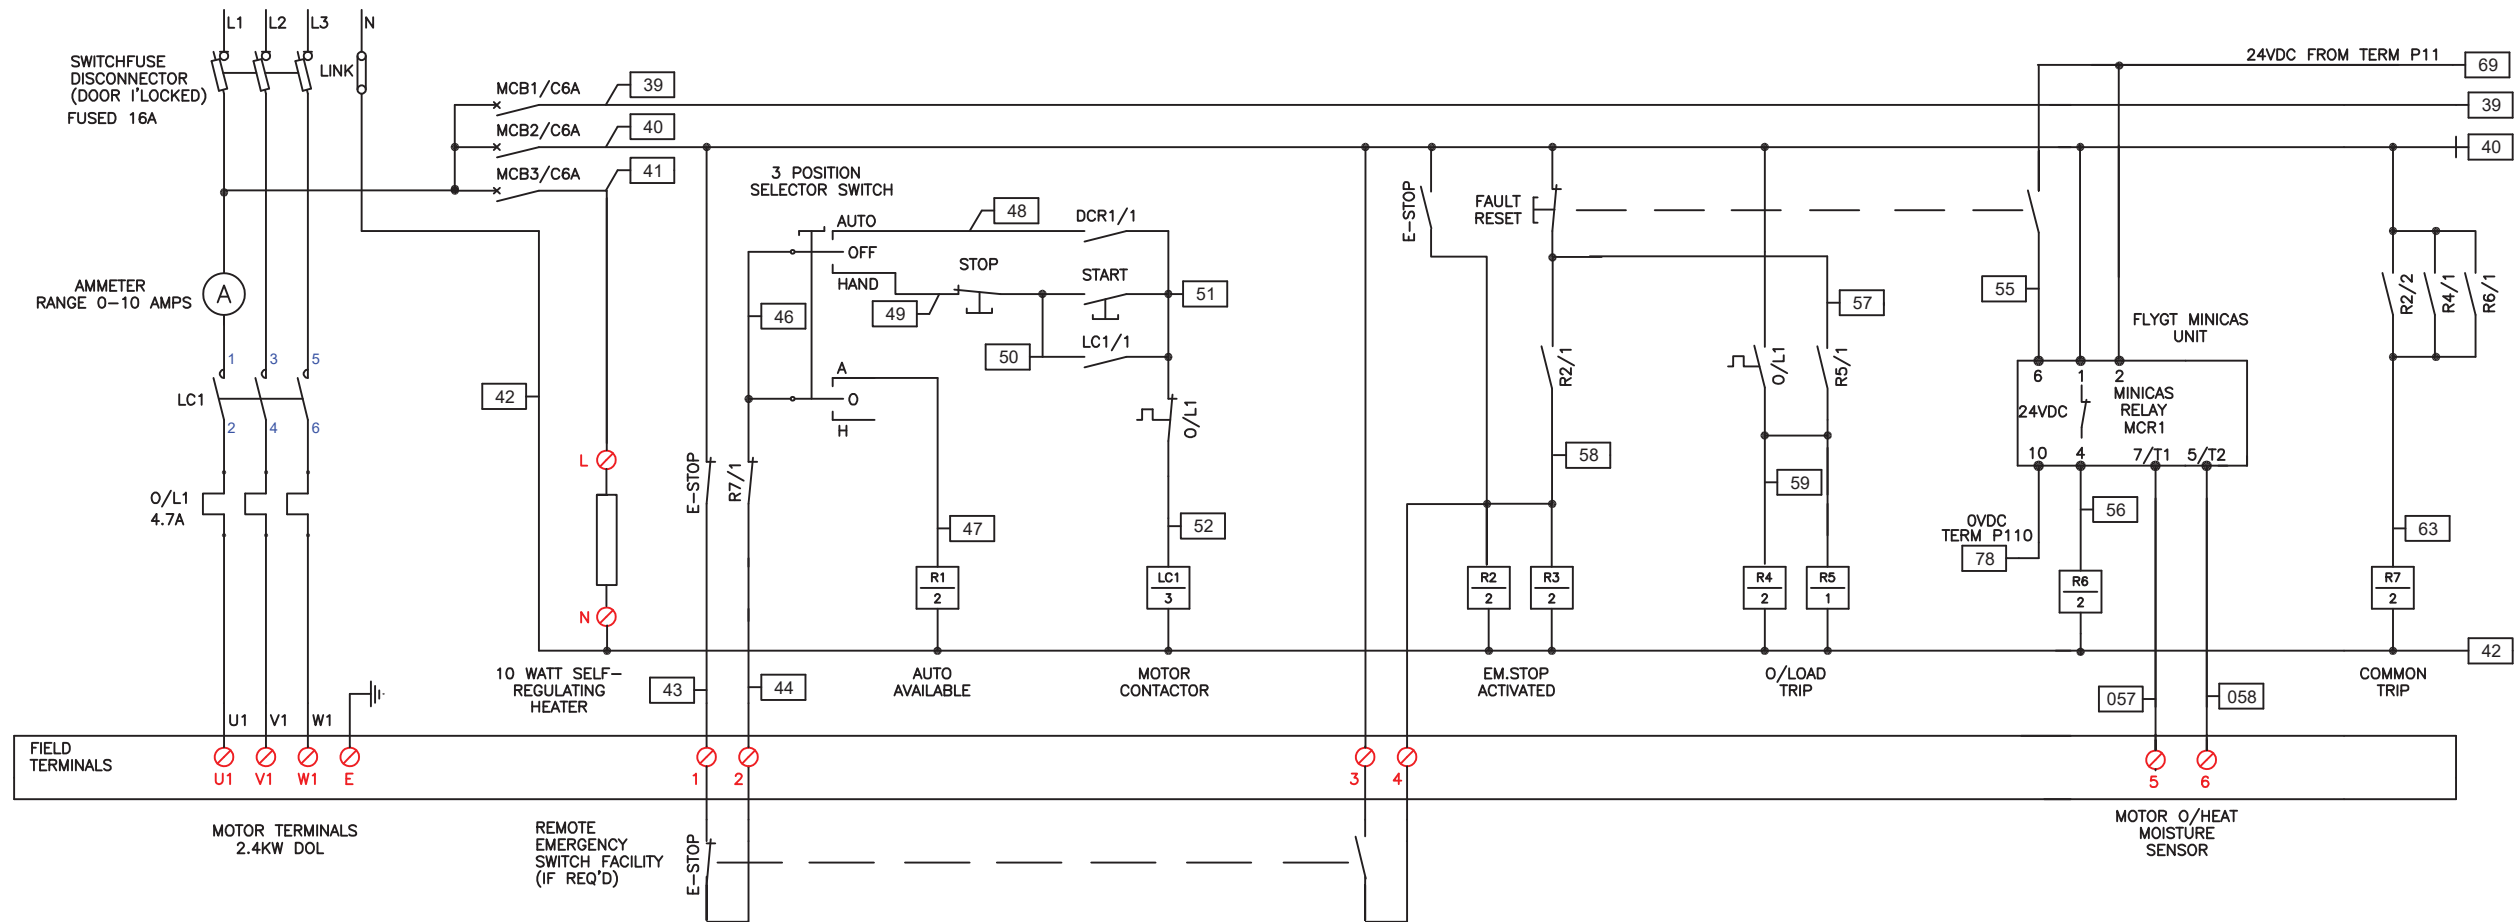 L1
L2
L3
N
SWITCHFUSE
DISCONNECTOR
(DOOR I'LOCKED)
FUSED 16A
LINK
MCB1/C6A
39
MCB2/C6A
40
MCB3/C6A
41
24VDC FROM TERM P11
69
39
40
3 POSITION
SELECTOR SWITCH
AUTO
OFF
HAND
48
DCR1/1
STOP
START
49
50
LC1/1
51
46
A
O
H
AMMETER
RANGE 0-10 AMPS
A
1
3
5
LC1
2
4
6
O/L1
4.7A
42
L
N
10 WATT SELF-
REGULATING
HEATER
E-STOP
R7/1
47
R1
2
AUTO
AVAILABLE
O/L1
52
LC1
3
MOTOR
CONTACTOR
43
44
E-STOP
FAULT
RESET
R2/1
58
R2
2
R3
2
EM.STOP
ACTIVATED
57
O/L1
R5/1
59
R4
2
R5
1
O/LOAD
TRIP
55
FLYGT MINICAS
UNIT
6
1
2
24VDC
MINICAS
RELAY
MCR1
10
4
7/T1
5/T2
0VDC
TERM P110
78
56
R6
2
057
058
R2/2
R4/1
R6/1
63
R7
2
42
COMMON
TRIP
FIELD
TERMINALS
U1
V1
W1
U1
V1
W1
E
1
2
3
4
5
6
MOTOR TERMINALS
2.4KW DOL
REMOTE
EMERGENCY
SWITCH FACILITY
(IF REQ'D)
E-STOP
MOTOR O/HEAT
MOISTURE
SENSOR